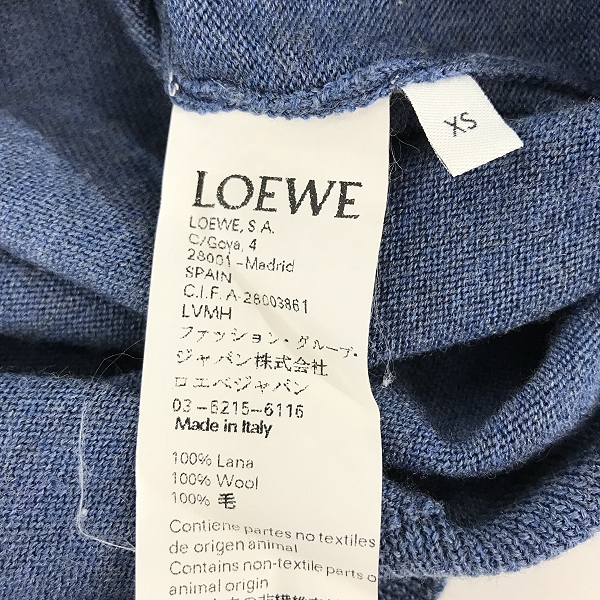 XS
LOEWE
LOEWE, S.A.
C/Goya, 4
28001-Madrid
SPAIN
C.I.F. A-28003861
LVMH
ファッション・グループ・
ジャパン株式会社
ロエベジャパン
03-6215-6116
Made in Italy
100% Lana
100% Wool
100% 毛
Contiene partes no textiles
de origen animal
Contains non-textile parts o
animal origin